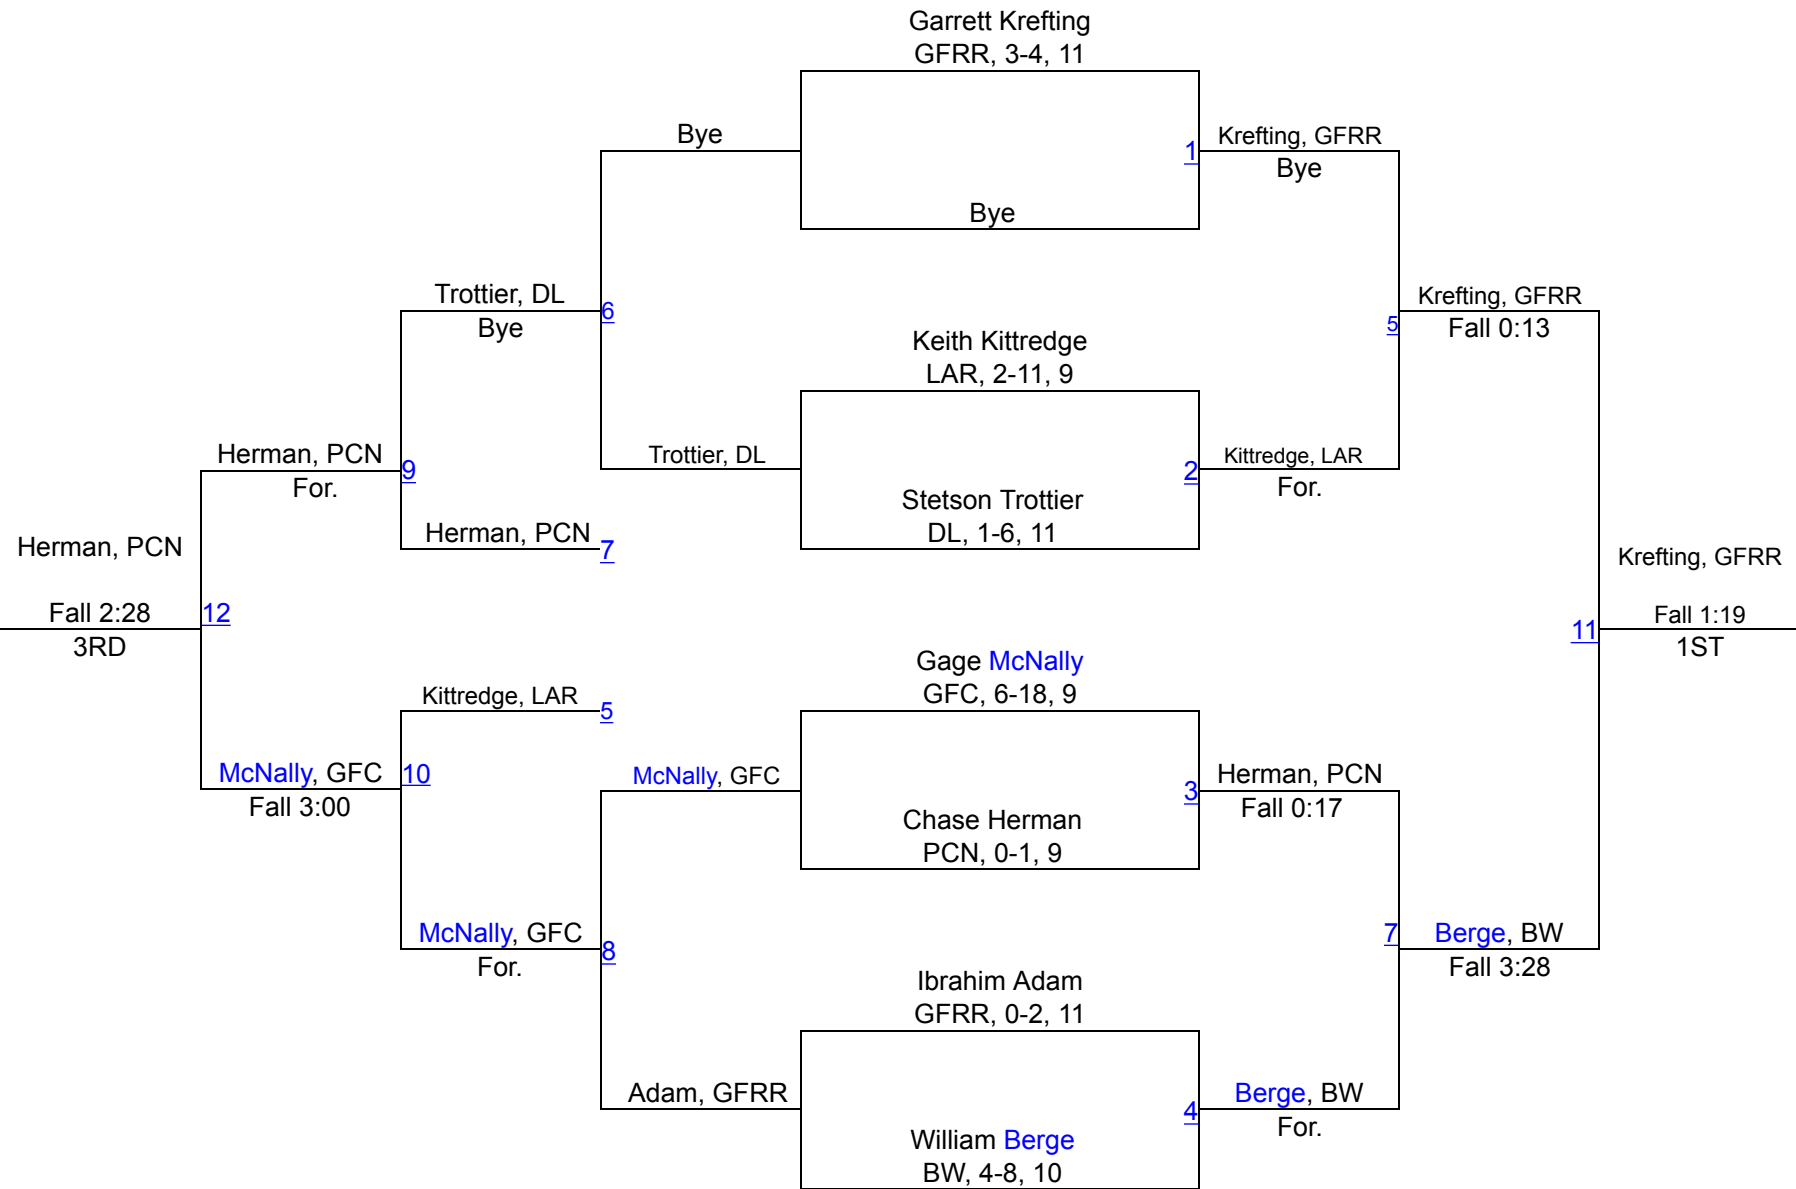 Garrett Krefting
GFRR, 3-4, 11
Bye
1
Krefting, GFRR
Bye
Bye
Trottier, DL
Bye
6
Krefting, GFRR
Fall 0:13
5
Keith Kittredge
LAR, 2-11, 9
Herman, PCN
For.
9
Trottier, DL
2
Kittredge, LAR
For.
Stetson Trottier
DL, 1-6, 11
Herman, PCN
7
Herman, PCN
Fall 2:28
3RD
12
Krefting, GFRR
Fall 1:19
1ST
11
Gage McNally
GFC, 6-18, 9
Kittredge, LAR
5
McNally, GFC
Fall 3:00
10
McNally, GFC
3
Herman, PCN
Fall 0:17
Chase Herman
PCN, 0-1, 9
McNally, GFC
For.
8
7
Berge, BW
Fall 3:28
Ibrahim Adam
GFRR, 0-2, 11
Adam, GFRR
4
Berge, BW
For.
William Berge
BW, 4-8, 10